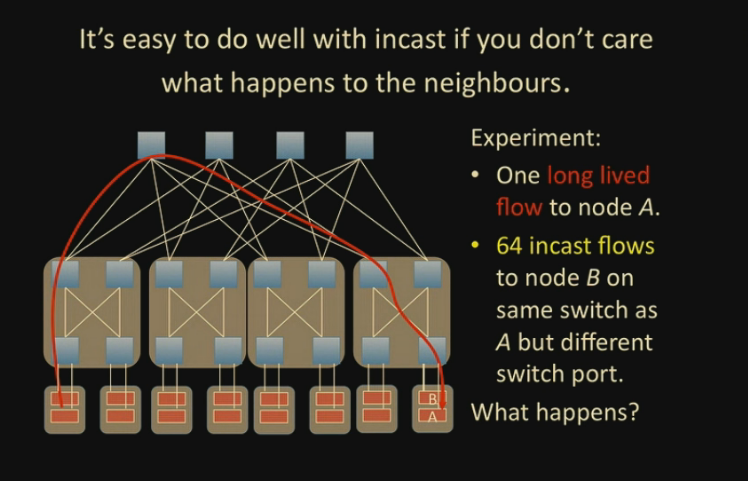 It’s easy to do well with incast if you don’t care
what happens to the neighbours.
Experiment:
• One long lived
flow to node A.
• 64 incast flows
to node B on
same switch as
A but different
switch port.
What happens?
B
A